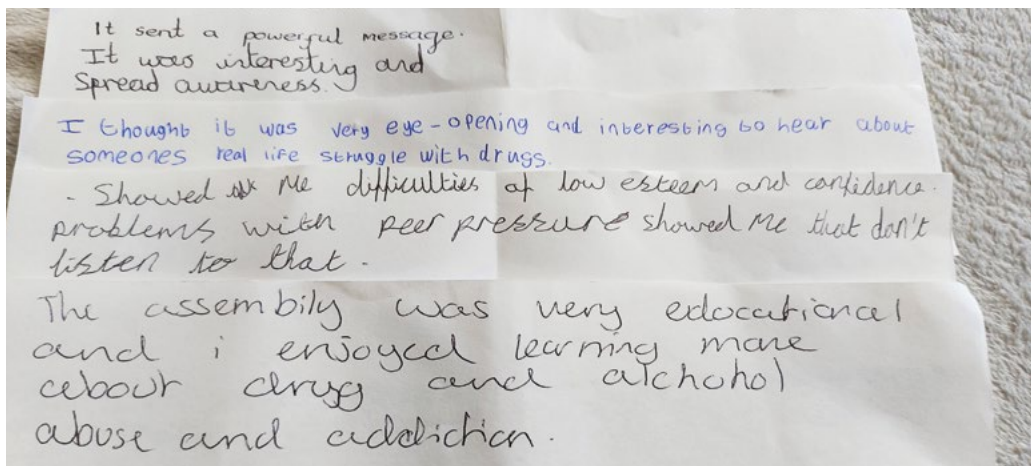 It sent a powerful message.
It was interesting and
Spread awareness.
I thought it was very eye-opening and interesting to hear about
someones real life struggle with drugs.
- Showed me difficulties of low esteem and confidence.
problems with peer pressure showed me that don't
listen to that.
The assembily was very edocational
and i enjoyed learning more
about drug and alchohol
abuse and addiction.